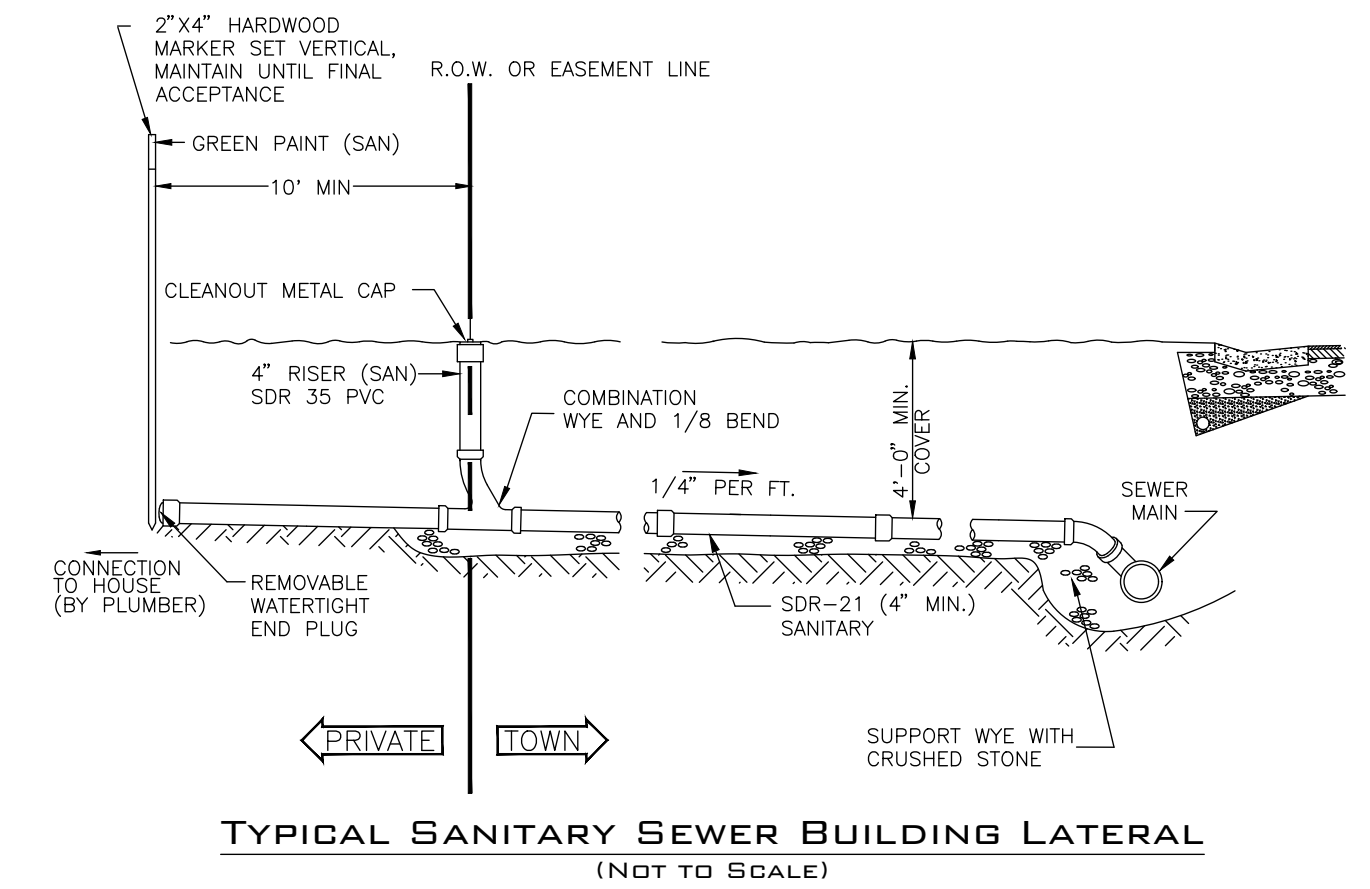 2"X4" HARDWOOD
MARKER SET VERTICAL,
MAINTAIN UNTIL FINAL
ACCEPTANCE
R.O.W. OR EASEMENT LINE
GREEN PAINT (SAN)
10' MIN
CLEANOUT METAL CAP
4" RISER (SAN)
SDR 35 PVC
COMBINATION
WYE AND 1/8 BEND
4'-0" MIN.
COVER
1/4" PER FT.
SEWER
MAIN
CONNECTION
TO HOUSE
(BY PLUMBER)
REMOVABLE
WATERTIGHT
END PLUG
SDR-21 (4" MIN.)
SANITARY
PRIVATE
TOWN
SUPPORT WYE WITH
CRUSHED STONE
TYPICAL SANITARY SEWER BUILDING LATERAL
(NOT TO SCALE)